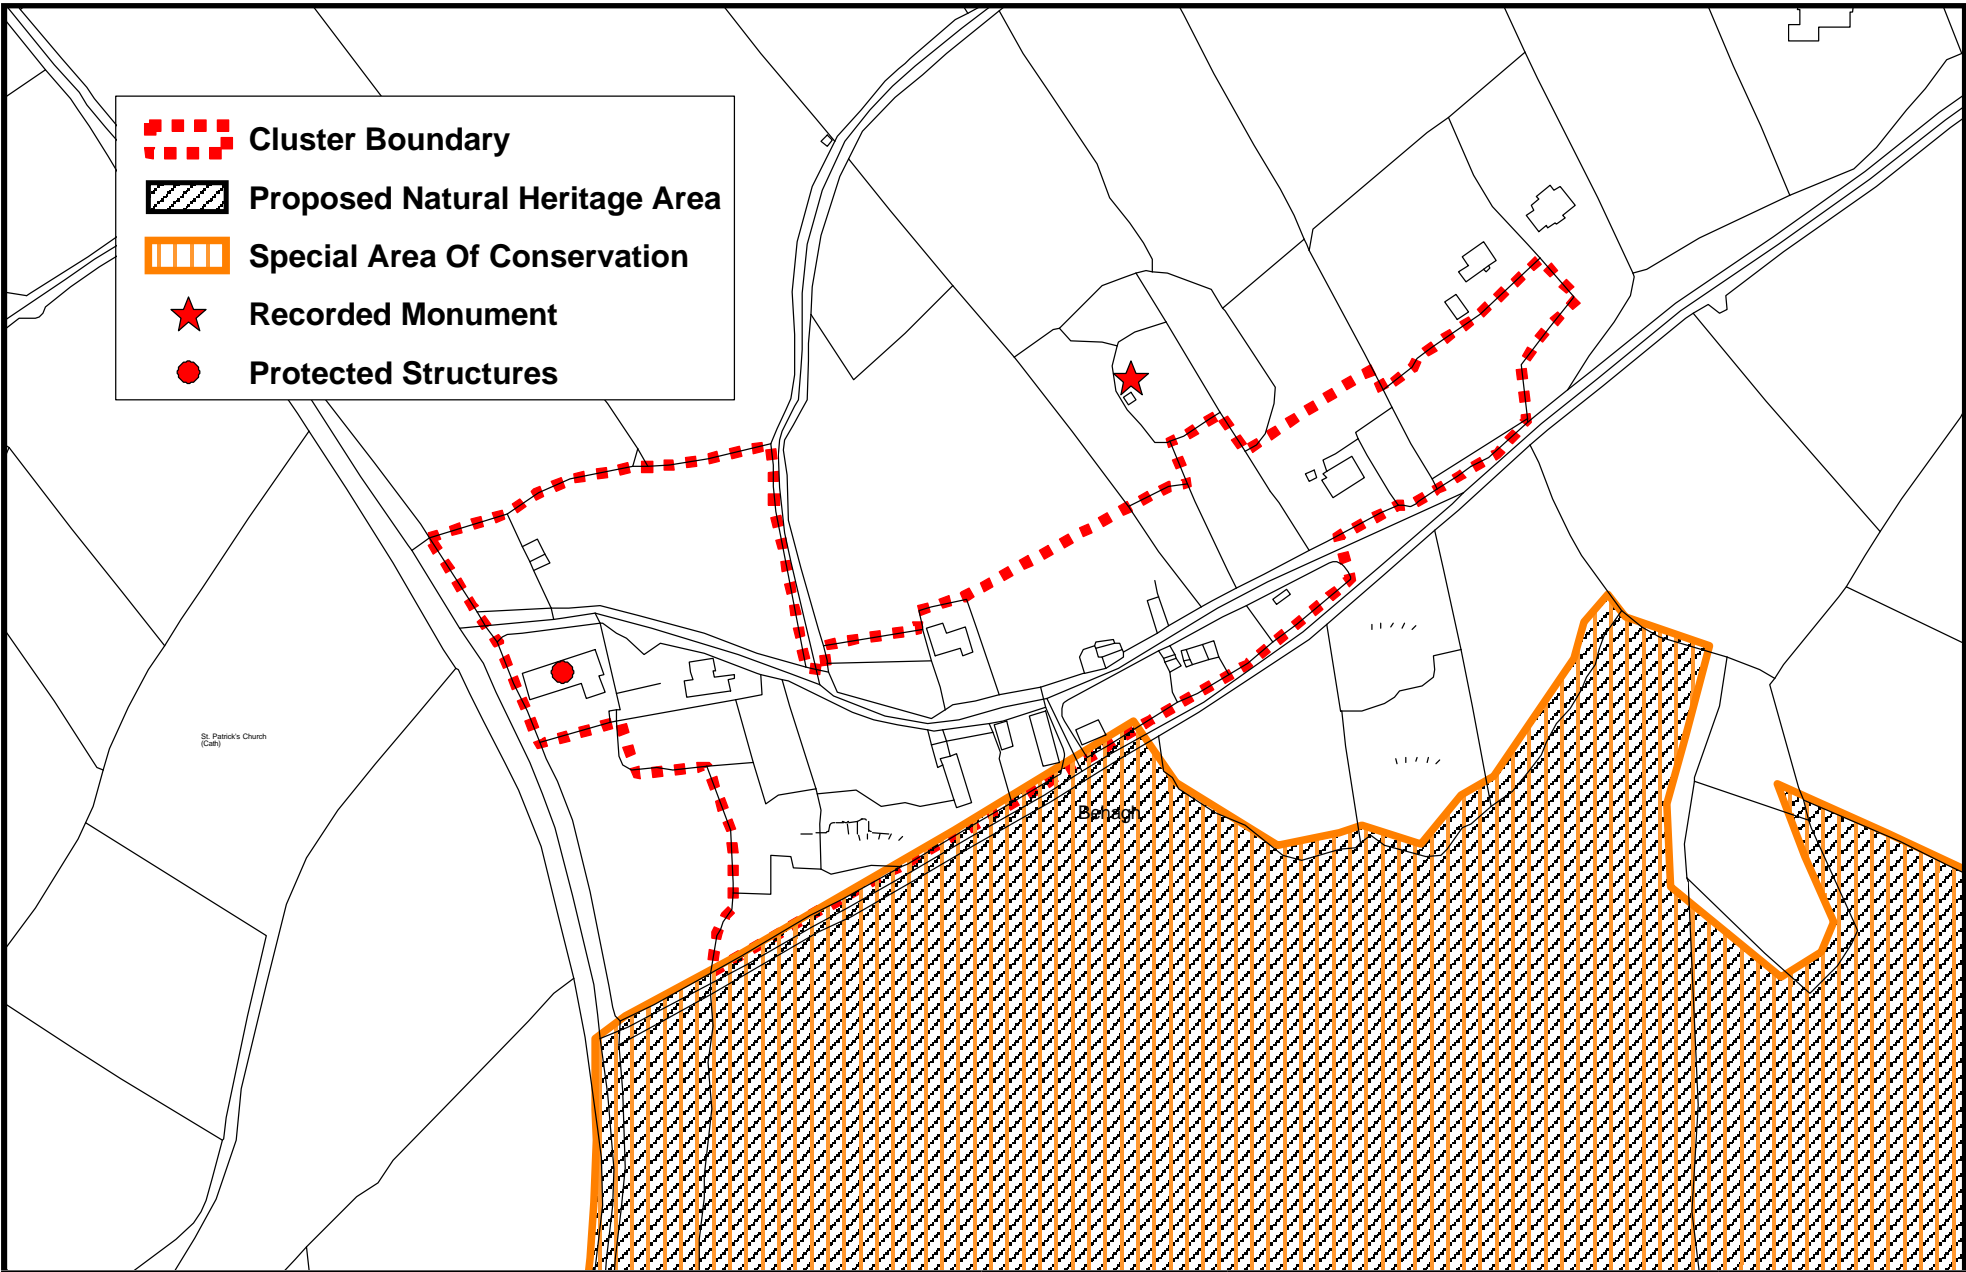 Cluster Boundary
Proposed Natural Heritage Area
Special Area Of Conservation
Recorded Monument
Protected Structures
St. Patrick's Church
(Cath)
Benagh